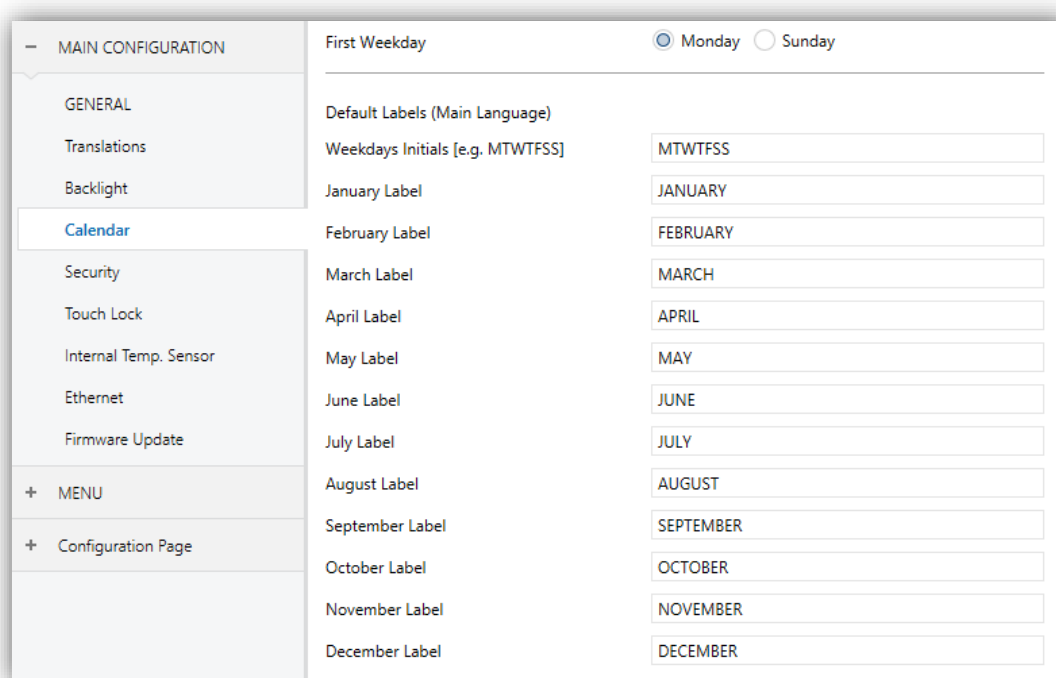 MAIN CONFIGURATION
GENERAL
Translations
Backlight
Calendar
Security
Touch Lock
Internal Temp. Sensor
Ethernet
Firmware Update
MENU
Configuration Page
First Weekday Monday Sunday
Default Labels (Main Language)
Weekdays Initials [e.g. MTWTFSS] MTWTFSS
January Label JANUARY
February Label FEBRUARY
March Label MARCH
April Label APRIL
May Label MAY
June Label JUNE
July Label JULY
August Label AUGUST
September Label SEPTEMBER
October Label OCTOBER
November Label NOVEMBER
December Label DECEMBER